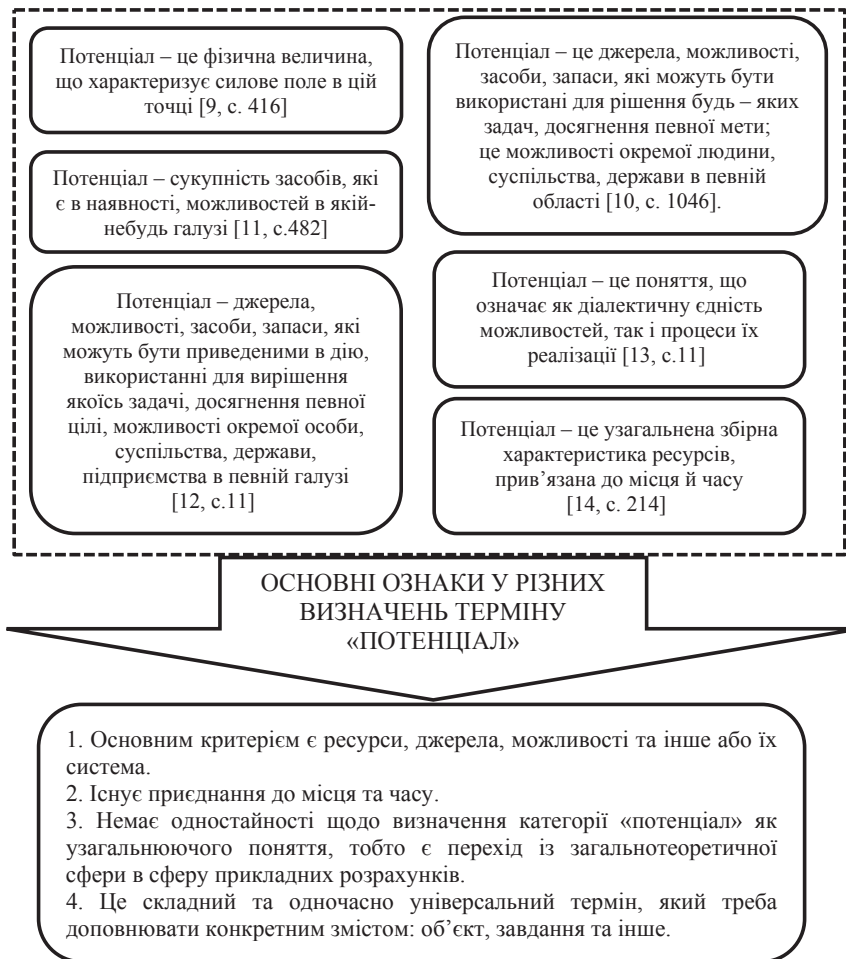 Потенціал – це фізична величина,
що характеризує силове поле в цій
точці [9, с. 416]
Потенціал – сукупність засобів, які
є в наявності, можливостей в якій-
небудь галузі [11, с.482]
Потенціал – джерела,
можливості, засоби, запаси, які
можуть бути приведеними в дію,
використанні для вирішення
якоїсь задачі, досягнення певної
цілі, можливості окремої особи,
суспільства, держави,
підприємства в певній галузі
[12, с.11]
Потенціал – це джерела, можливості,
засоби, запаси, які можуть бути
використані для рішення будь – яких
задач, досягнення певної мети;
це можливості окремої людини,
суспільства, держави в певній
області [10, с. 1046].
Потенціал – це поняття, що
означає як діалектичну єдність
можливостей, так і процеси їх
реалізації [13, с.11]
Потенціал – це узагальнена збірна
характеристика ресурсів,
прив’язана до місця й часу
[14, с. 214]
ОСНОВНІ ОЗНАКИ У РІЗНИХ
ВИЗНАЧЕНЬ ТЕРМІНУ
«ПОТЕНЦІАЛ»
1. Основним критерієм є ресурси, джерела, можливості та інше або їх
система.
2. Існує приєднання до місця та часу.
3. Немає одностайності щодо визначення категорії «потенціал» як
узагальнюючого поняття, тобто є перехід із загальнотеоретичної
сфери в сферу прикладних розрахунків.
4. Це складний та одночасно універсальний термін, який треба
доповнювати конкретним змістом: об’єкт, завдання та інше.